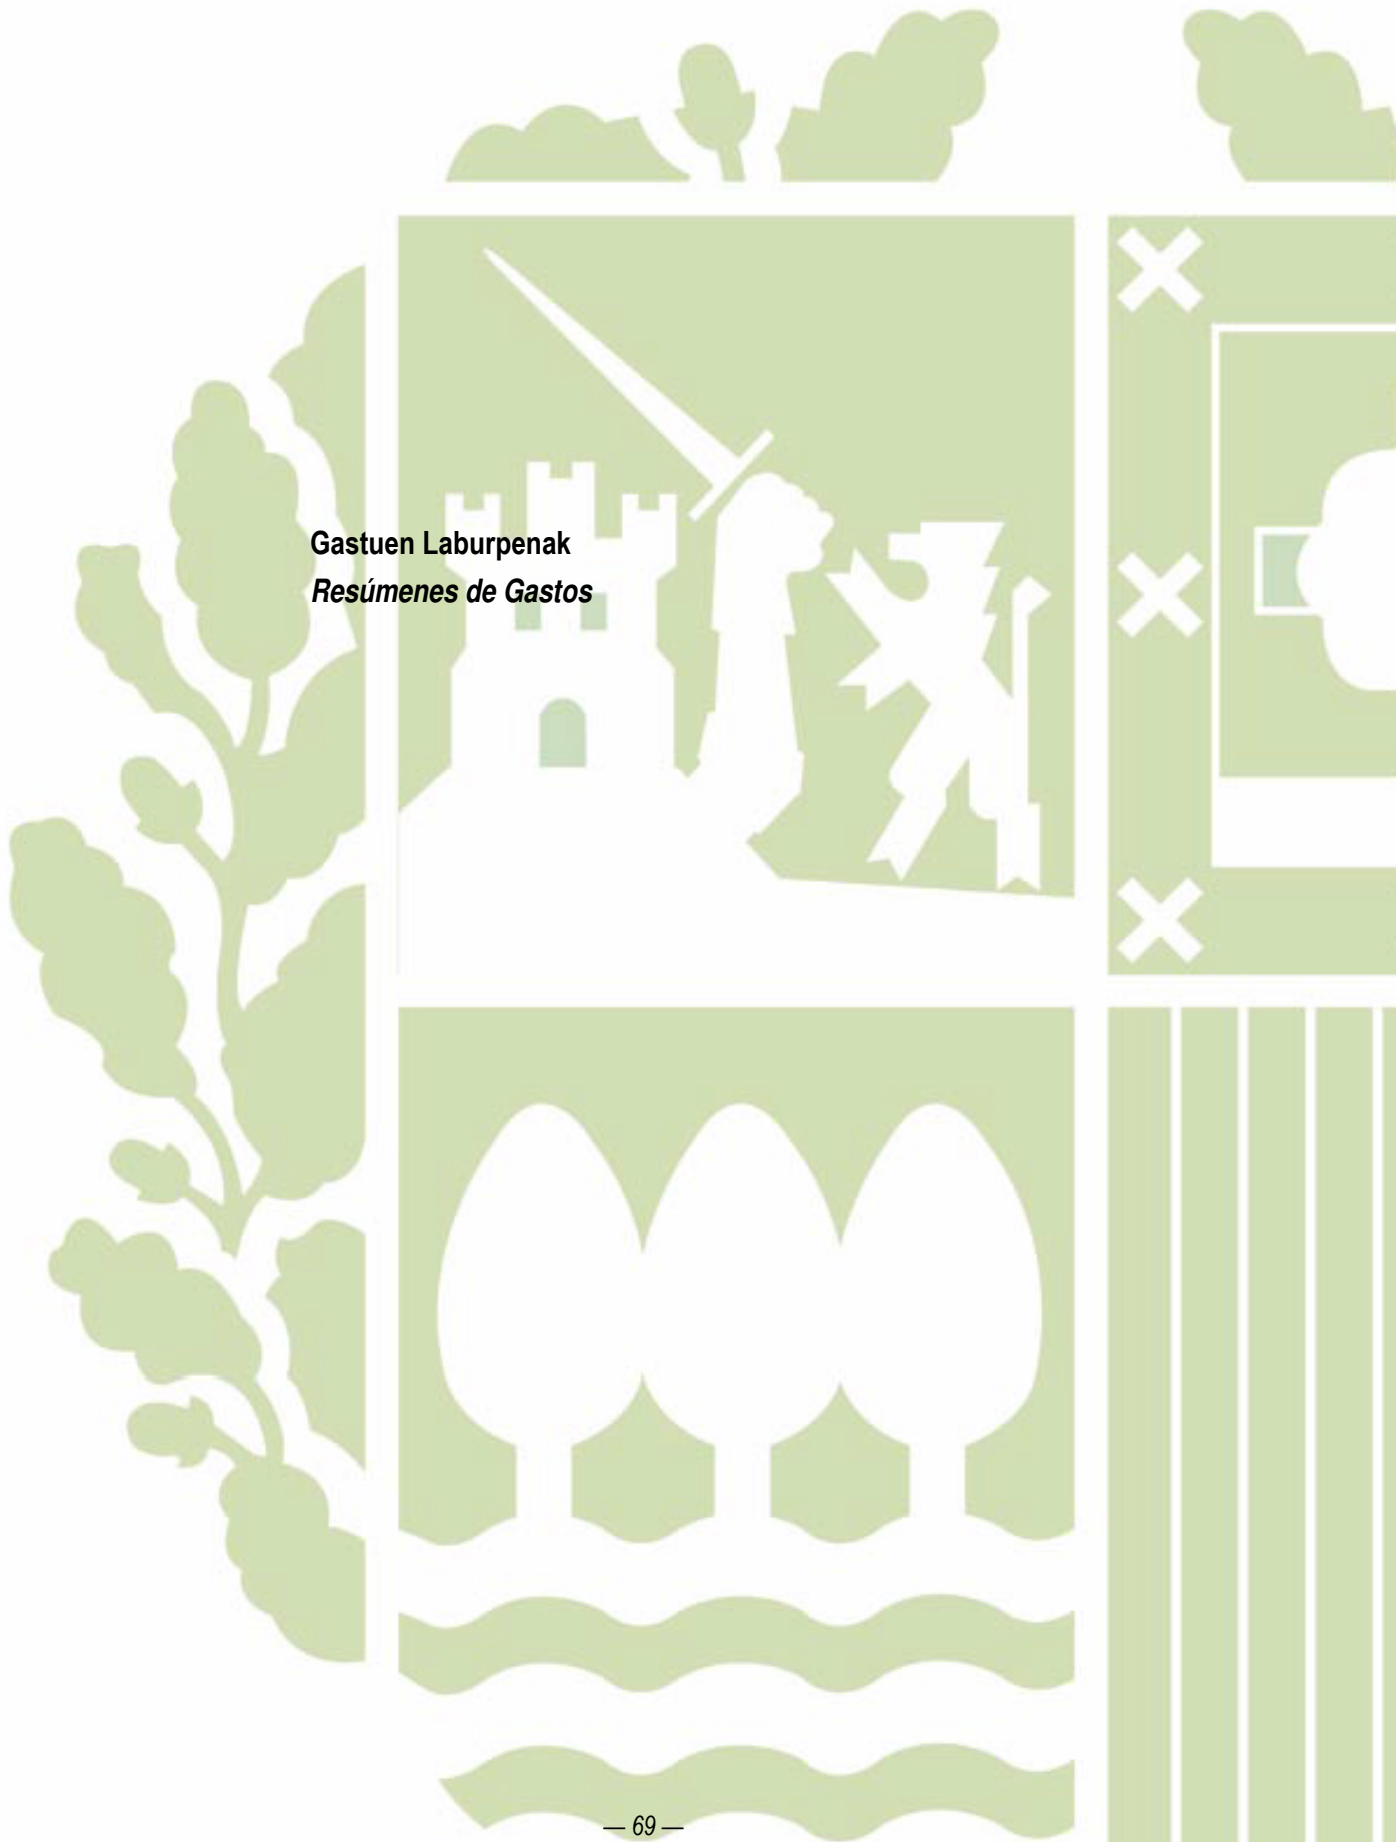 Gastuen Laburpenak
Resúmenes de Gastos
— 69 —